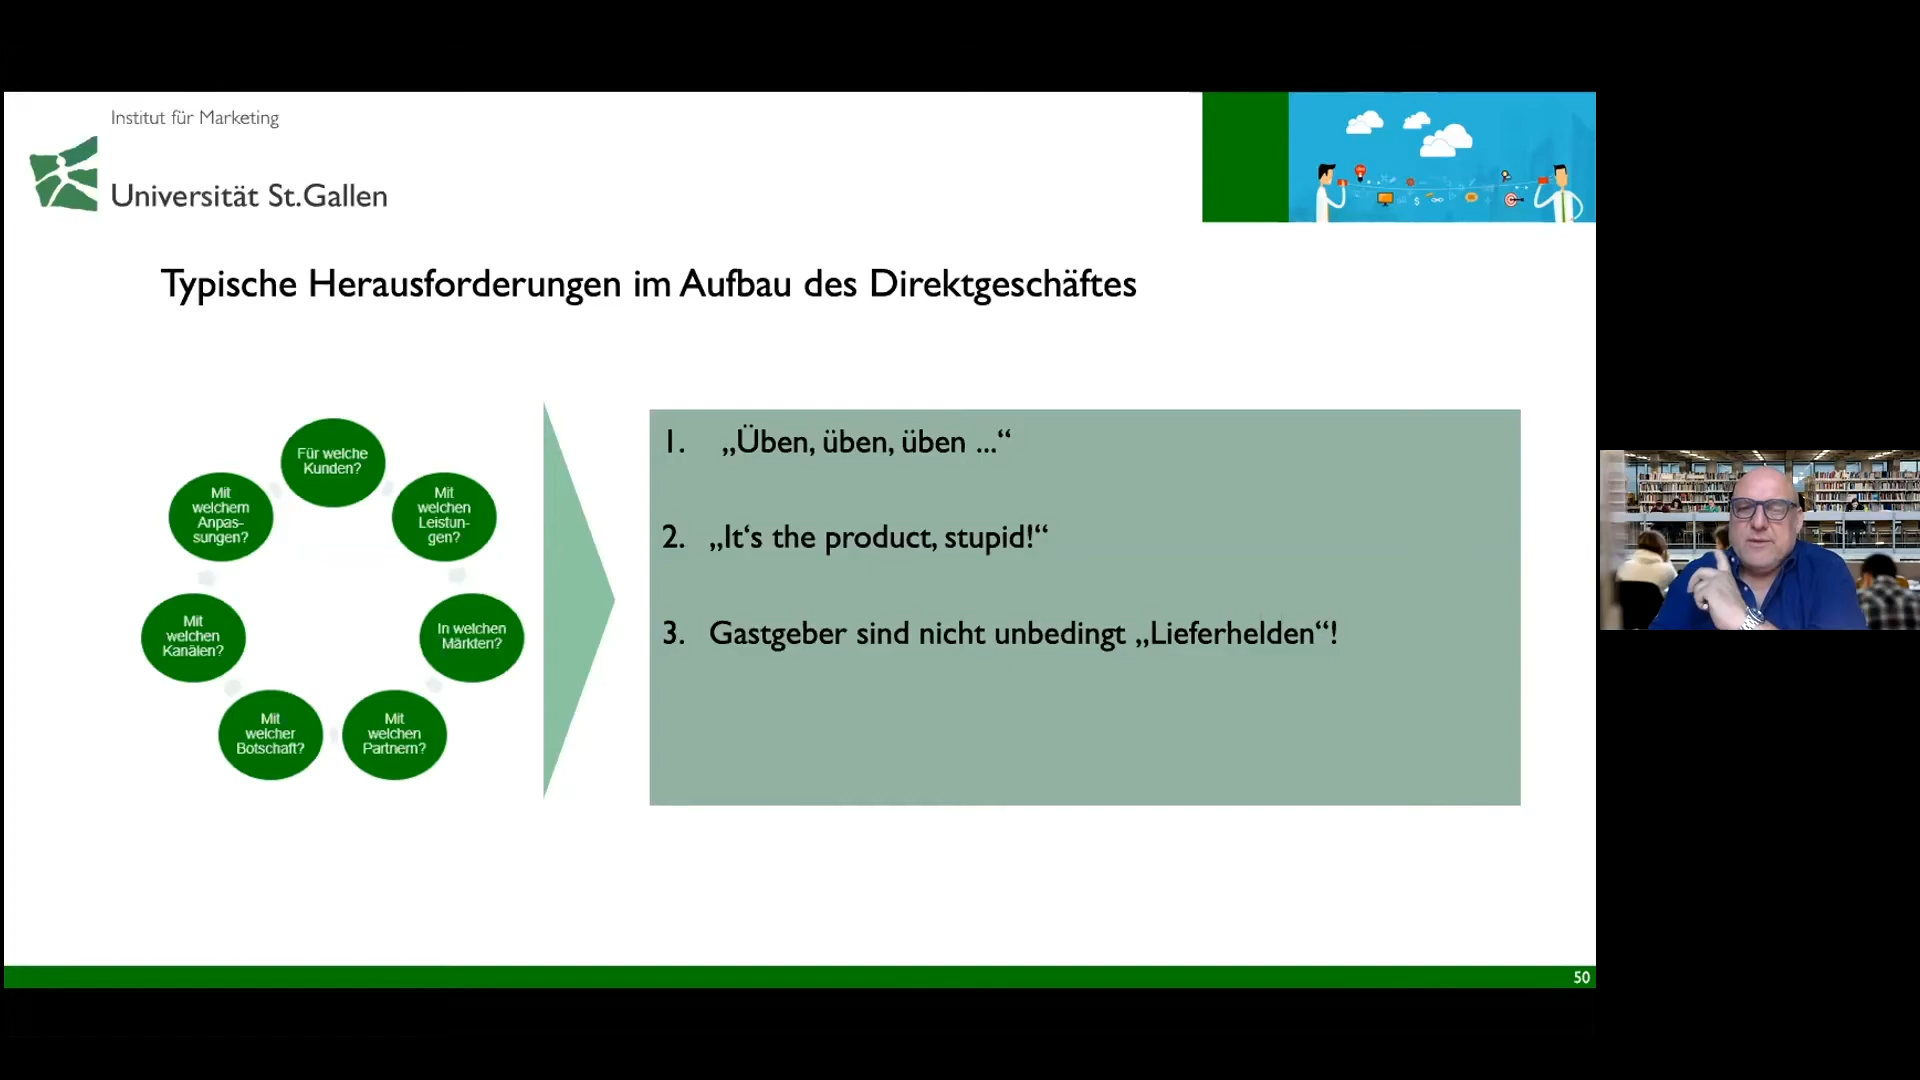 Institut für Marketing
Universität St.Gallen
Typische Herausforderungen im Aufbau des Direktgeschäftes
Für welche
Kunden?
Mit
welchen
Leistun-
gen?
In welchen
Märkten?
Mit
welchen
Partnern?
Mit
welcher
Botschaft?
Mit
welchen
Kanälen?
Mit
welchem
Anpas-
sungen?
1. „Üben, üben, üben ...“
2. „It‘s the product, stupid!“
3. Gastgeber sind nicht unbedingt „Lieferhelden“!
50